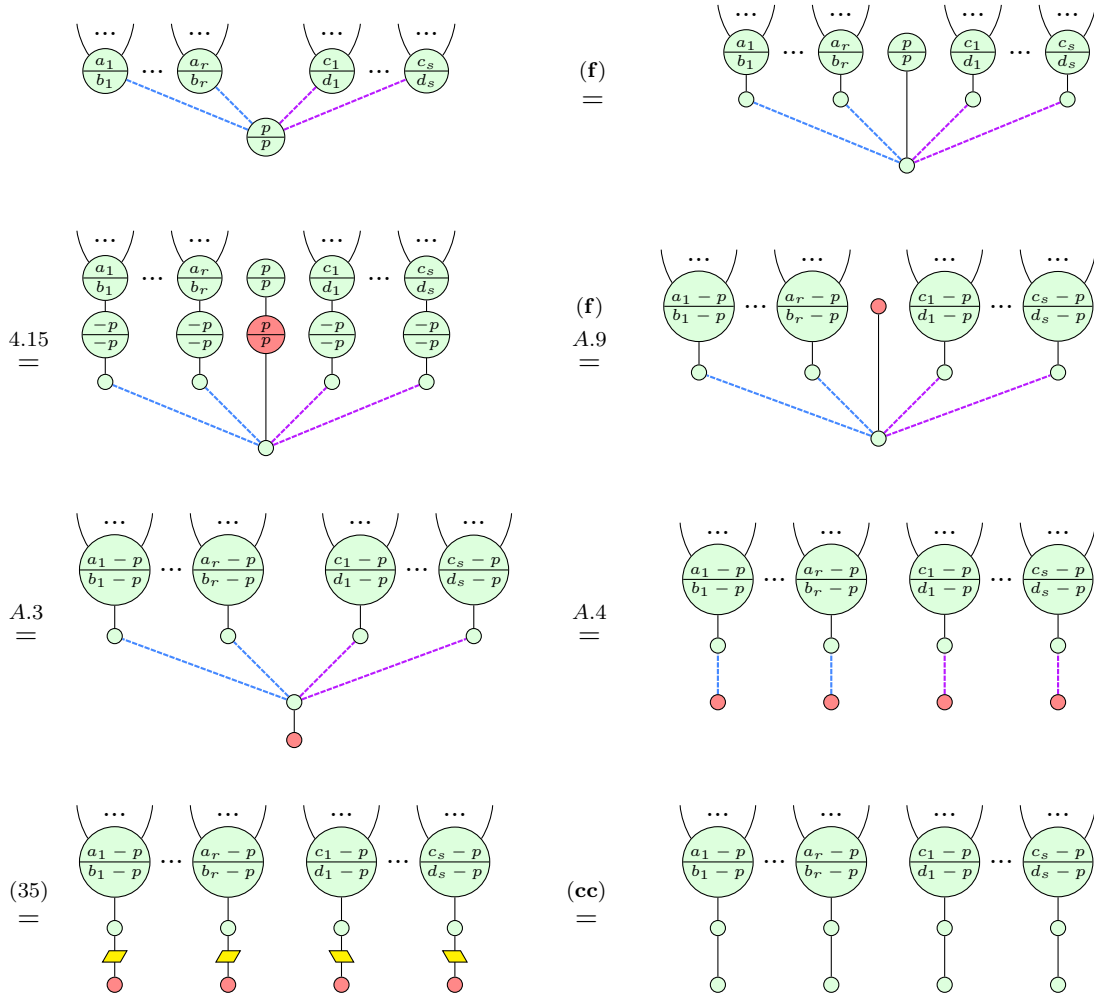 ... ... ... ...
a₁/b₁ ... aᵣ/bᵣ c₁/d₁ ... cₛ/dₛ
p/p
... ... ... ...
(f) = a₁/b₁ ... aᵣ/bᵣ p/p c₁/d₁ ... cₛ/dₛ
... ... ... ...
a₁/b₁ ... aᵣ/bᵣ p/p c₁/d₁ ... cₛ/dₛ
4.15 = -p/-p -p/-p p/p -p/-p -p/-p
... ... ... ...
(f) A.9 = a₁ − p/b₁ − p ... aᵣ − p/bᵣ − p c₁ − p/d₁ − p ... cₛ − p/dₛ − p
... ... ... ...
A.3 = a₁ − p/b₁ − p ... aᵣ − p/bᵣ − p c₁ − p/d₁ − p ... cₛ − p/dₛ − p
... ... ... ...
A.4 = a₁ − p/b₁ − p ... aᵣ − p/bᵣ − p c₁ − p/d₁ − p ... cₛ − p/dₛ − p
... ... ... ...
(35) = a₁ − p/b₁ − p ... aᵣ − p/bᵣ − p c₁ − p/d₁ − p ... cₛ − p/dₛ − p
... ... ... ...
(cc) = a₁ − p/b₁ − p ... aᵣ − p/bᵣ − p c₁ − p/d₁ − p ... cₛ − p/dₛ − p